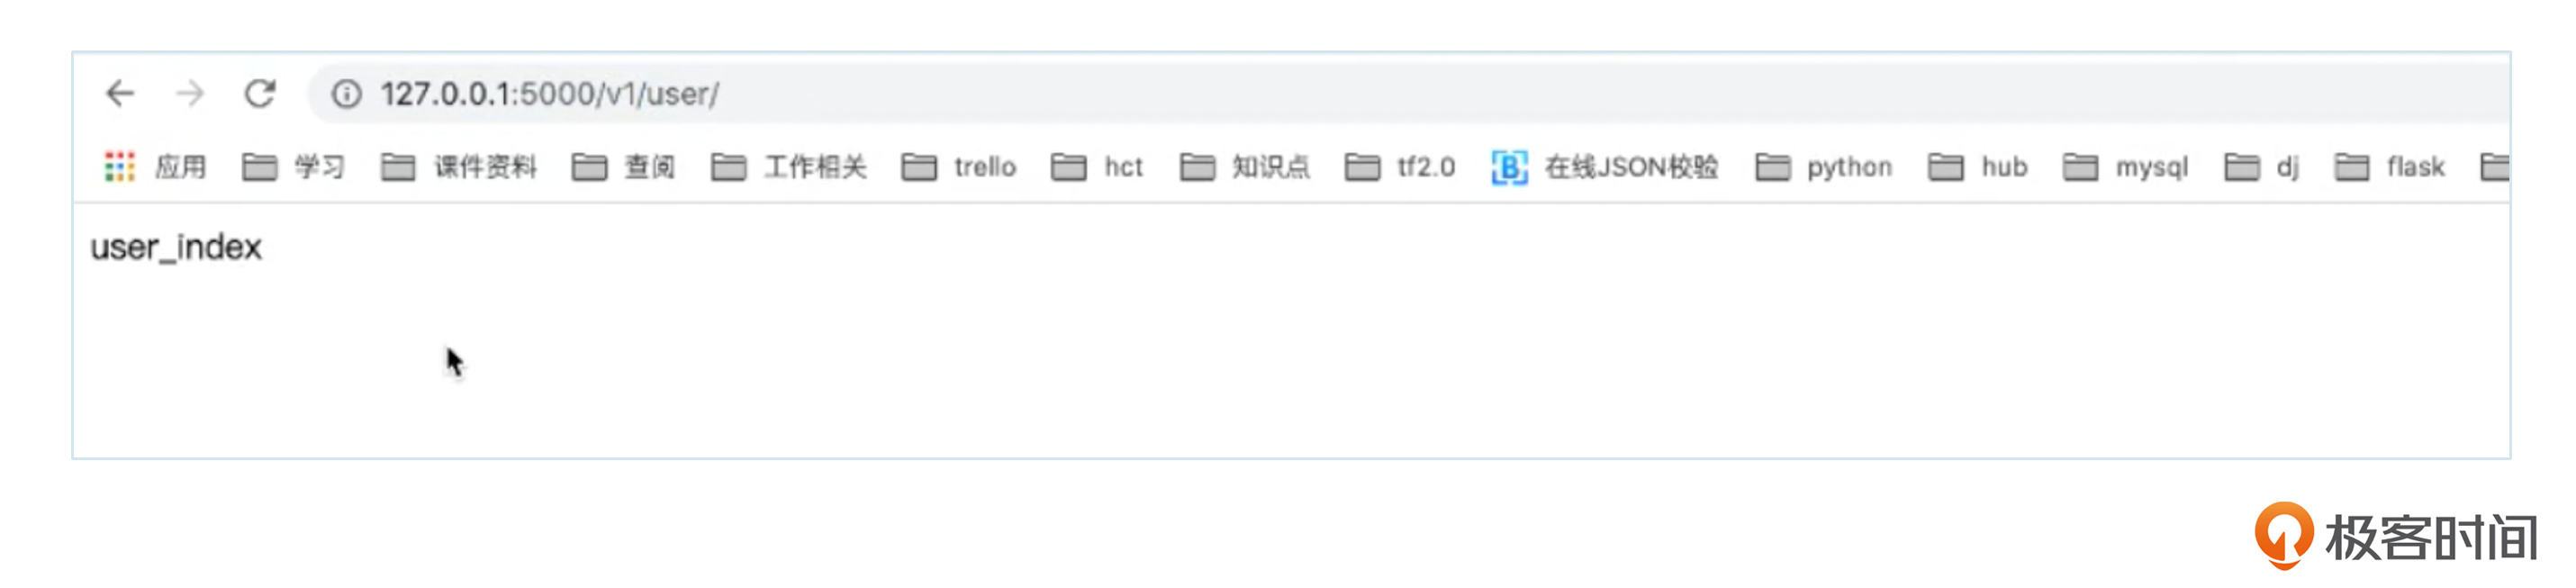 127.0.0.1:5000/v1/user/
应用 学习 课件资料 查阅 工作相关 trello hct 知识点 tf2.0 在线JSON校验 python hub mysql dj flask
user_index
极客时间